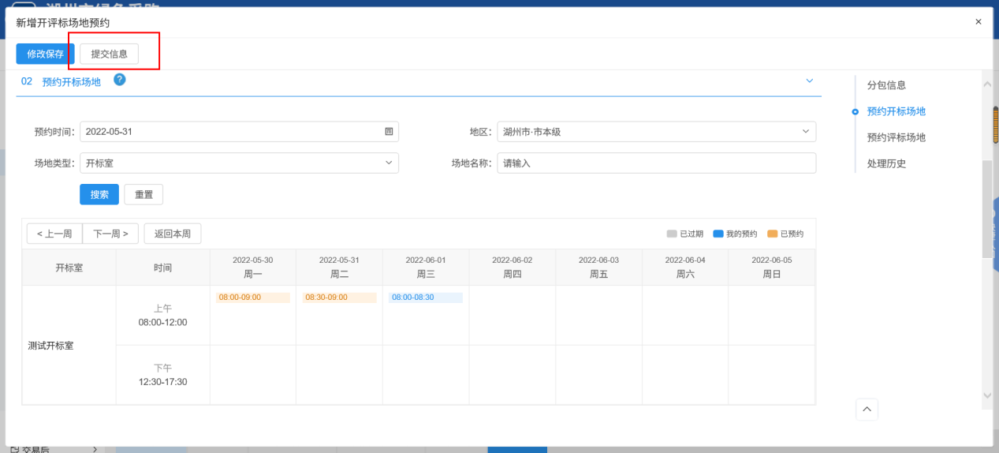 新增开评标场地预约
×
修改保存 提交信息
02 预约开标场地 ?
分包信息
预约开标场地
预约评标场地
处理历史
预约时间: 2022-05-31 地区: 湖州市·市本级
场地类型: 开标室 场地名称: 请输入
搜索 重置
< 上一周 下一周 > 返回本周 已过期 我的预约 已预约
开标室 时间 2022-05-30 2022-05-31 2022-06-01 2022-06-02 2022-06-03 2022-06-04 2022-06-05
周一 周二 周三 周四 周五 周六 周日
08:00-09:00 08:30-09:00 08:00-08:30
上午
08:00-12:00
测试开标室
下午
12:30-17:30
交易后